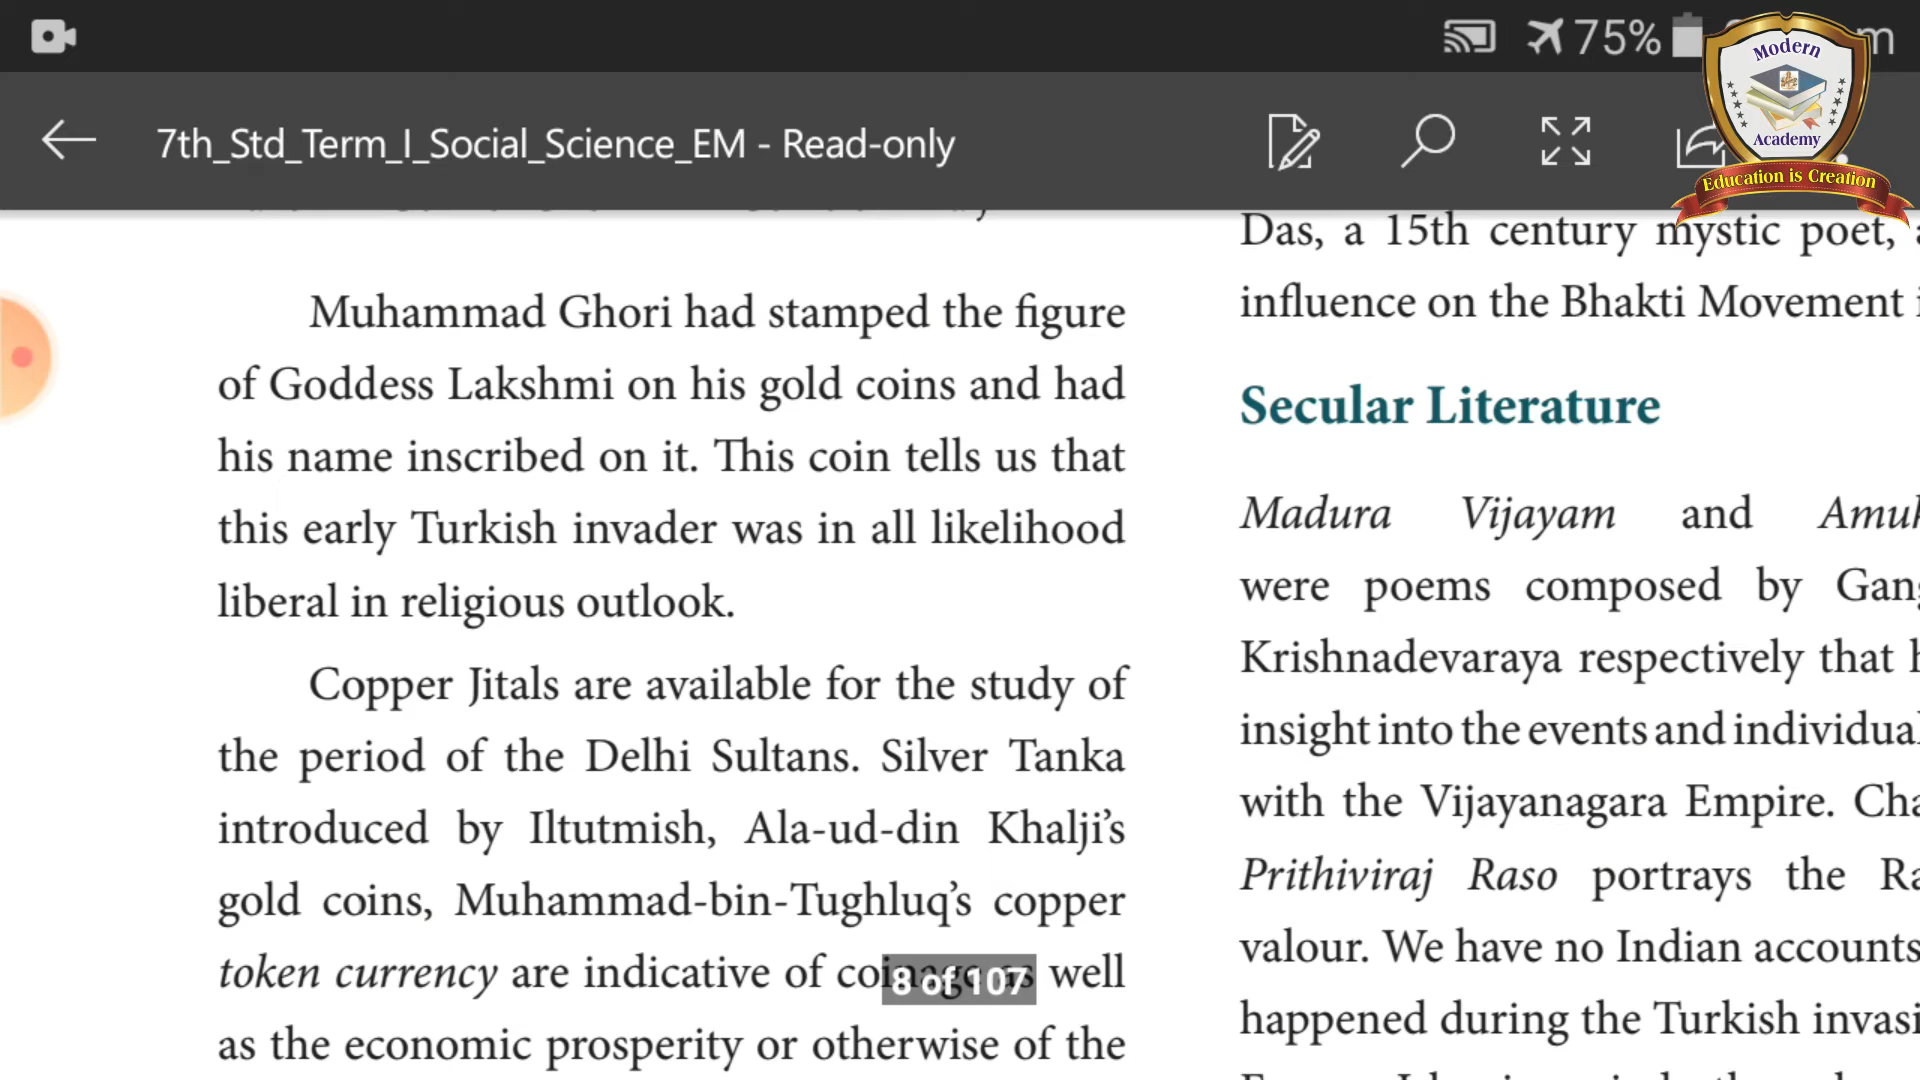 75%
Modern
Academy
Education is Creation
7th_Std_Term_I_Social_Science_EM - Read-only
Muhammad Ghori had stamped the figure
of Goddess Lakshmi on his gold coins and had
his name inscribed on it. This coin tells us that
this early Turkish invader was in all likelihood
liberal in religious outlook.
Copper Jitals are available for the study of
the period of the Delhi Sultans. Silver Tanka
introduced by Iltutmish, Ala-ud-din Khalji’s
gold coins, Muhammad-bin-Tughluq’s copper
token currency are indicative of coinage as well
as the economic prosperity or otherwise of the
8 of 107
Das, a 15th century mystic poet,
influence on the Bhakti Movement
Secular Literature
Madura Vijayam and
were poems composed by
Krishnadevaraya respectively that
insight into the events and
with the Vijayanagara Empire.
Prithiviraj Raso portrays the
valour. We have no Indian accounts
happened during the Turkish